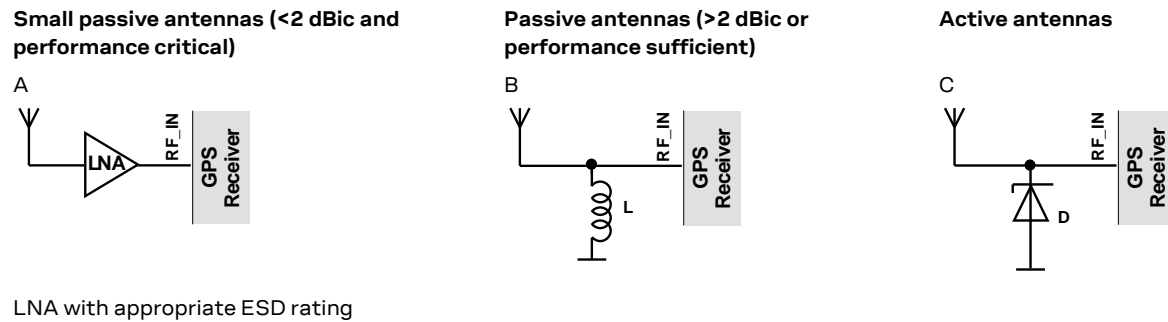 Small passive antennas (<2 dBic and
performance critical)
A
LNA
RF_IN
GPS
Receiver
LNA with appropriate ESD rating
Passive antennas (>2 dBic or
performance sufficient)
B
L
RF_IN
GPS
Receiver
Active antennas
C
D
RF_IN
GPS
Receiver